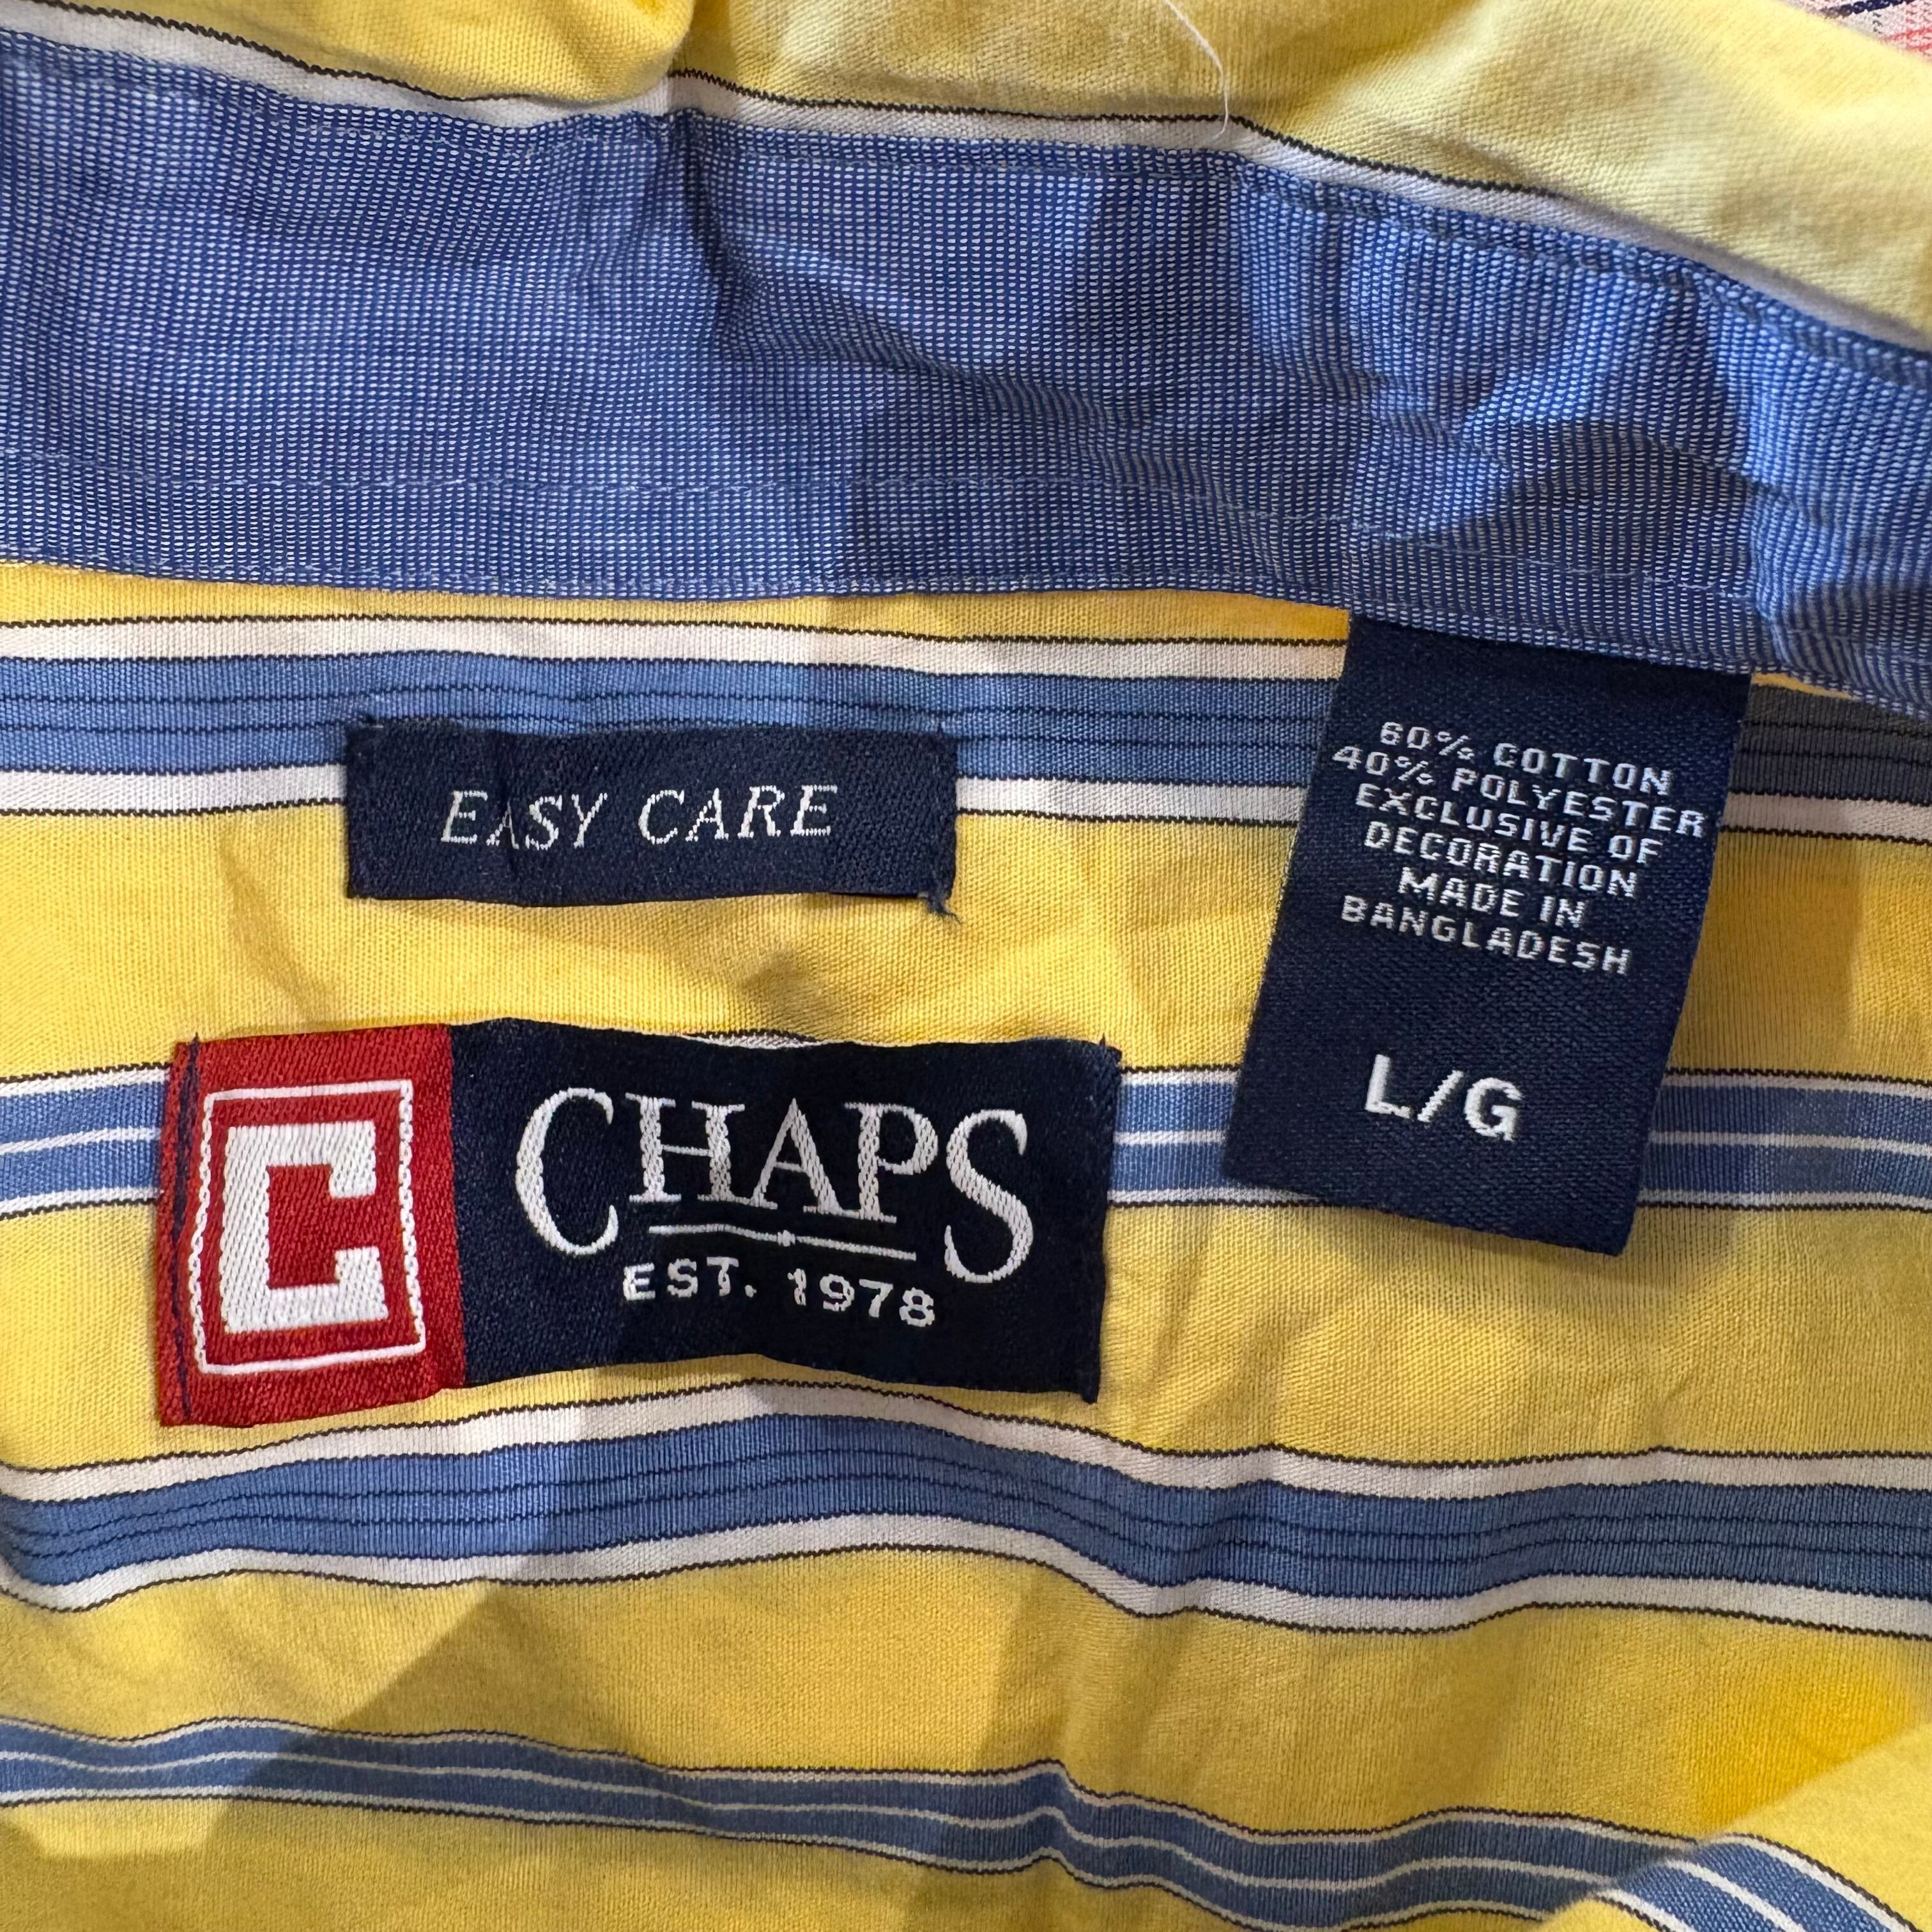 EASY CARE
60% COTTON
40% POLYESTER
EXCLUSIVE OF
DECORATION
MADE IN
BANGLADESH
L/G
C
CHAPS
EST. 1978